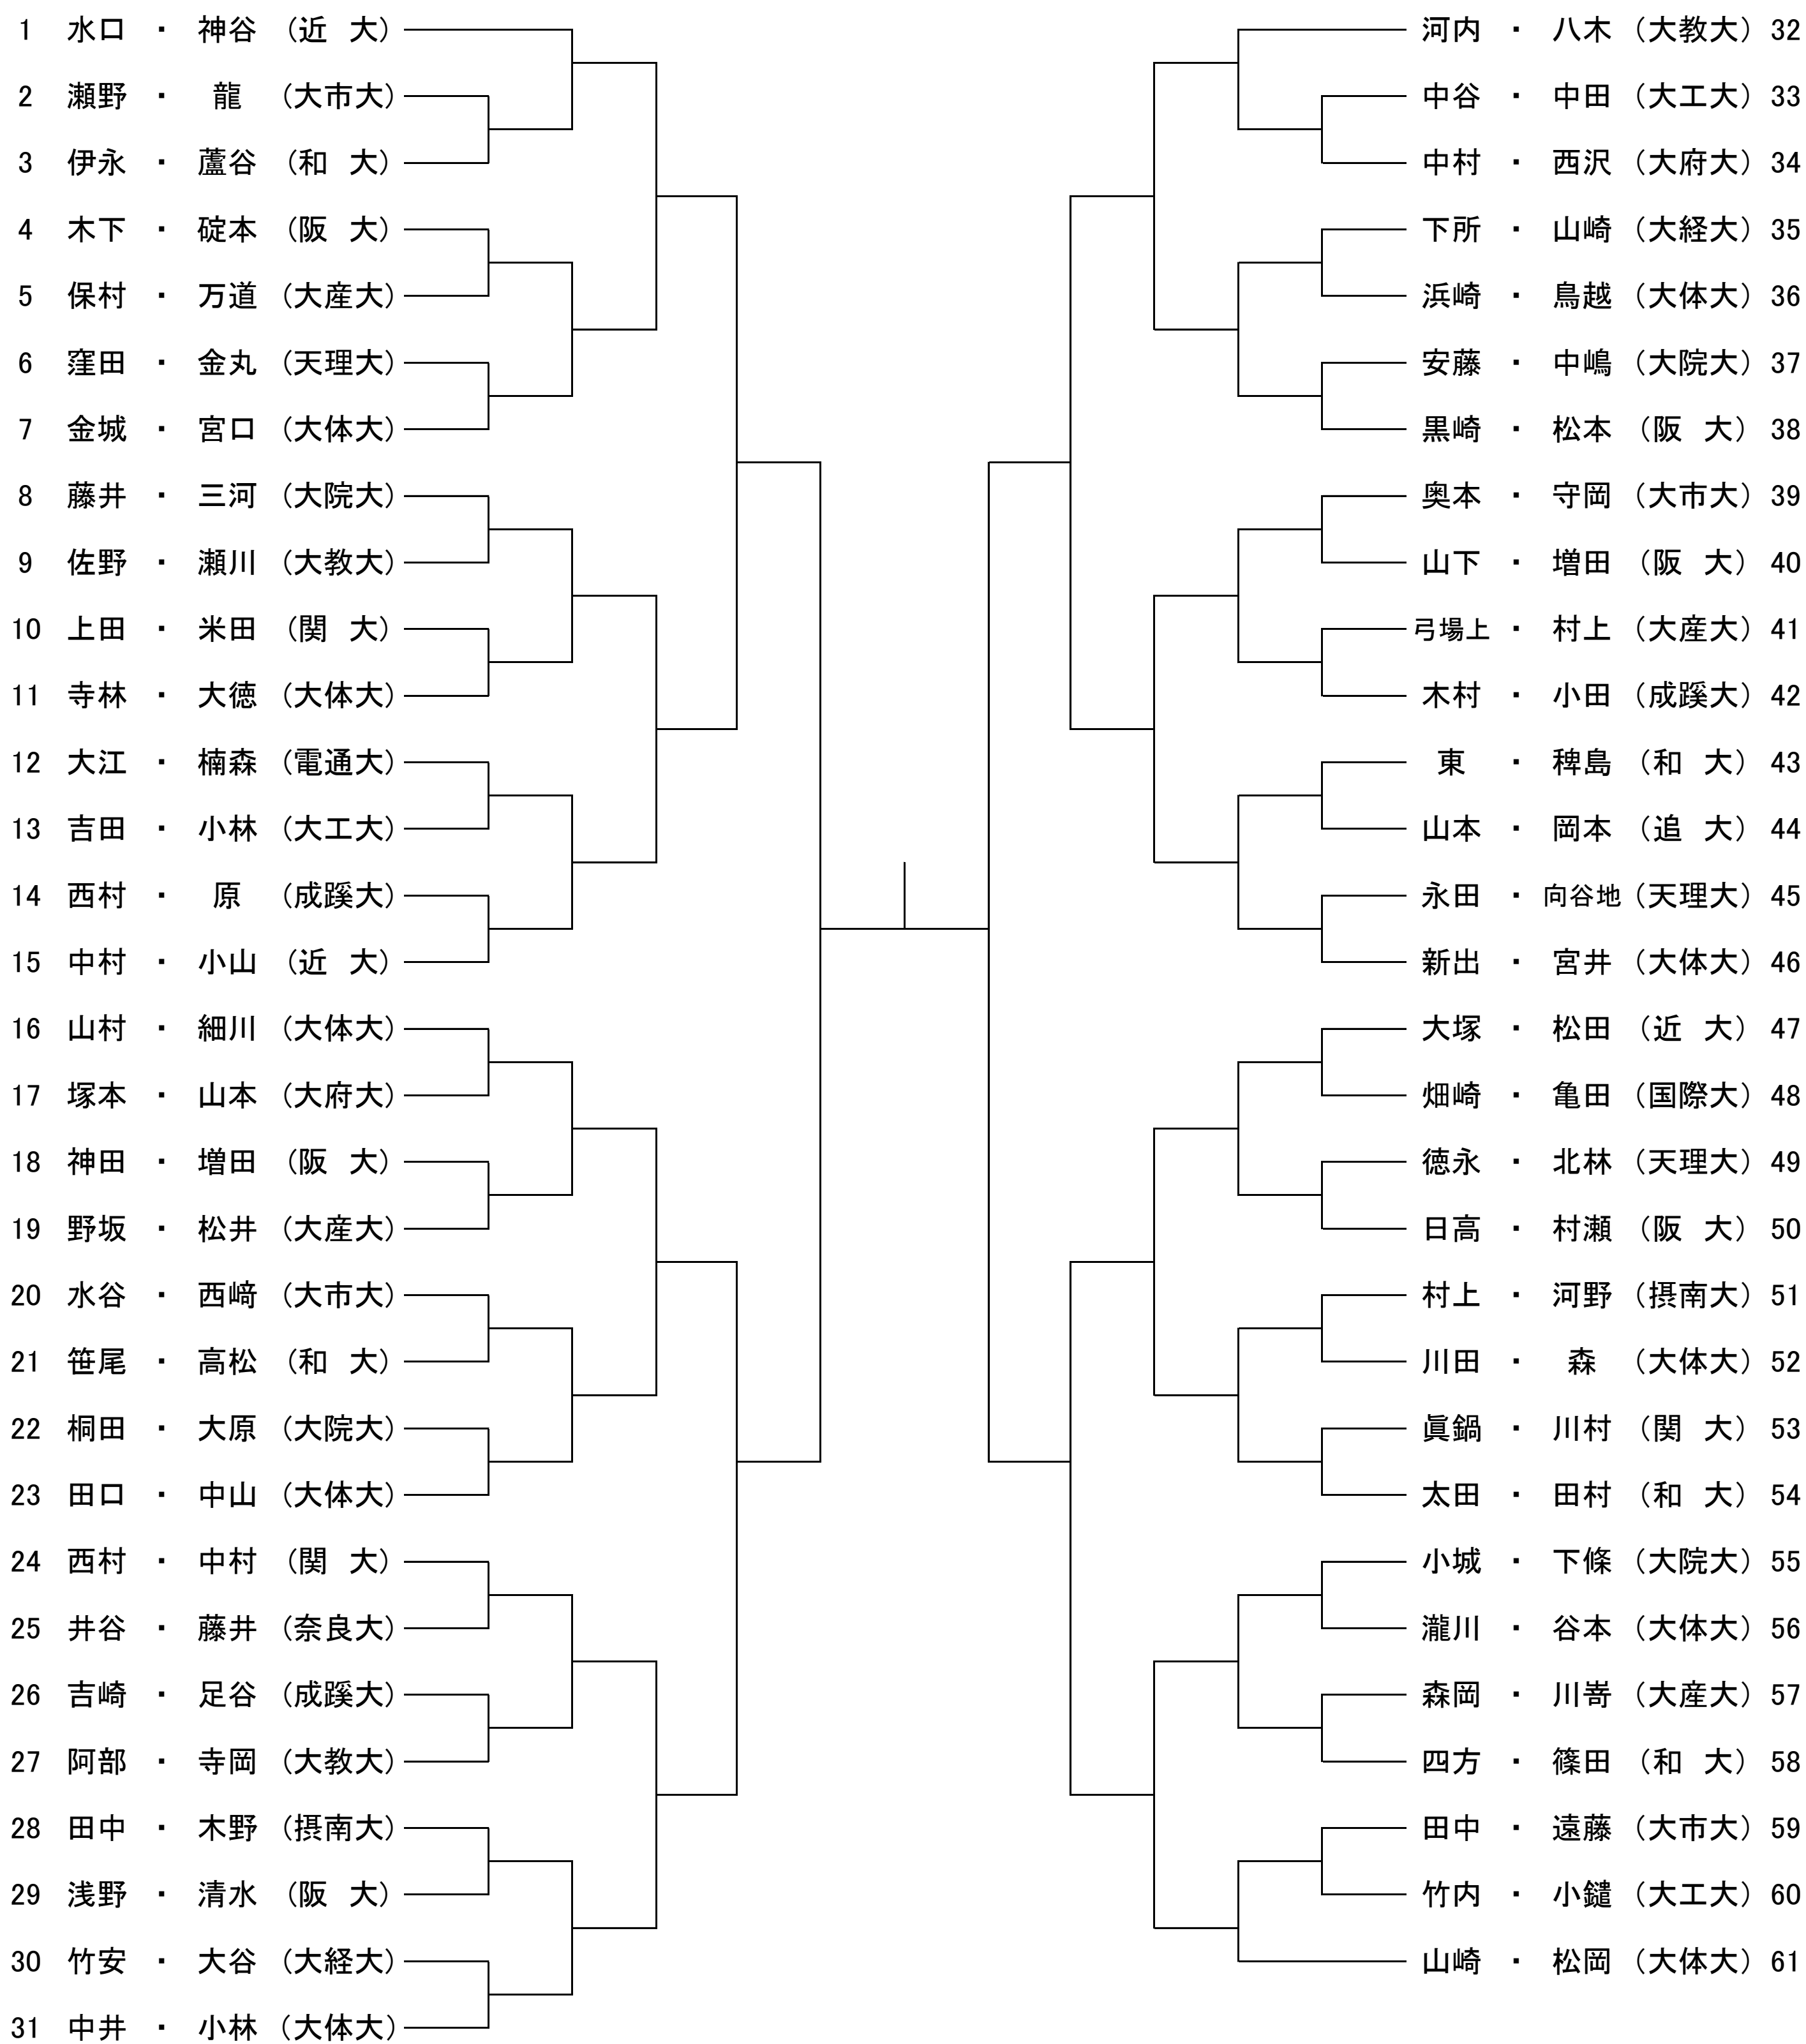 1 水口 ・ 神谷 (近 大)
2 瀬野 ・ 龍 (大市大)
3 伊永 ・ 蘆谷 (和 大)
4 木下 ・ 碇本 (阪 大)
5 保村 ・ 万道 (大産大)
6 窪田 ・ 金丸 (天理大)
7 金城 ・ 宮口 (大体大)
8 藤井 ・ 三河 (大院大)
9 佐野 ・ 瀬川 (大教大)
10 上田 ・ 米田 (関 大)
11 寺林 ・ 大徳 (大体大)
12 大江 ・ 楠森 (電通大)
13 吉田 ・ 小林 (大工大)
14 西村 ・ 原 (成蹊大)
15 中村 ・ 小山 (近 大)
16 山村 ・ 細川 (大体大)
17 塚本 ・ 山本 (大府大)
18 神田 ・ 増田 (阪 大)
19 野坂 ・ 松井 (大産大)
20 水谷 ・ 西﨑 (大市大)
21 笹尾 ・ 高松 (和 大)
22 桐田 ・ 大原 (大院大)
23 田口 ・ 中山 (大体大)
24 西村 ・ 中村 (関 大)
25 井谷 ・ 藤井 (奈良大)
26 吉崎 ・ 足谷 (成蹊大)
27 阿部 ・ 寺岡 (大教大)
28 田中 ・ 木野 (摂南大)
29 浅野 ・ 清水 (阪 大)
30 竹安 ・ 大谷 (大経大)
31 中井 ・ 小林 (大体大)
河内 ・ 八木 (大教大) 32
中谷 ・ 中田 (大工大) 33
中村 ・ 西沢 (大府大) 34
下所 ・ 山崎 (大経大) 35
浜崎 ・ 鳥越 (大体大) 36
安藤 ・ 中嶋 (大院大) 37
黒崎 ・ 松本 (阪 大) 38
奥本 ・ 守岡 (大市大) 39
山下 ・ 増田 (阪 大) 40
弓場上 ・ 村上 (大産大) 41
木村 ・ 小田 (成蹊大) 42
東 ・ 稗島 (和 大) 43
山本 ・ 岡本 (追 大) 44
永田 ・ 向谷地 (天理大) 45
新出 ・ 宮井 (大体大) 46
大塚 ・ 松田 (近 大) 47
畑崎 ・ 亀田 (国際大) 48
徳永 ・ 北林 (天理大) 49
日高 ・ 村瀬 (阪 大) 50
村上 ・ 河野 (摂南大) 51
川田 ・ 森 (大体大) 52
眞鍋 ・ 川村 (関 大) 53
太田 ・ 田村 (和 大) 54
小城 ・ 下條 (大院大) 55
瀧川 ・ 谷本 (大体大) 56
森岡 ・ 川嵜 (大産大) 57
四方 ・ 篠田 (和 大) 58
田中 ・ 遠藤 (大市大) 59
竹内 ・ 小鑓 (大工大) 60
山崎 ・ 松岡 (大体大) 61